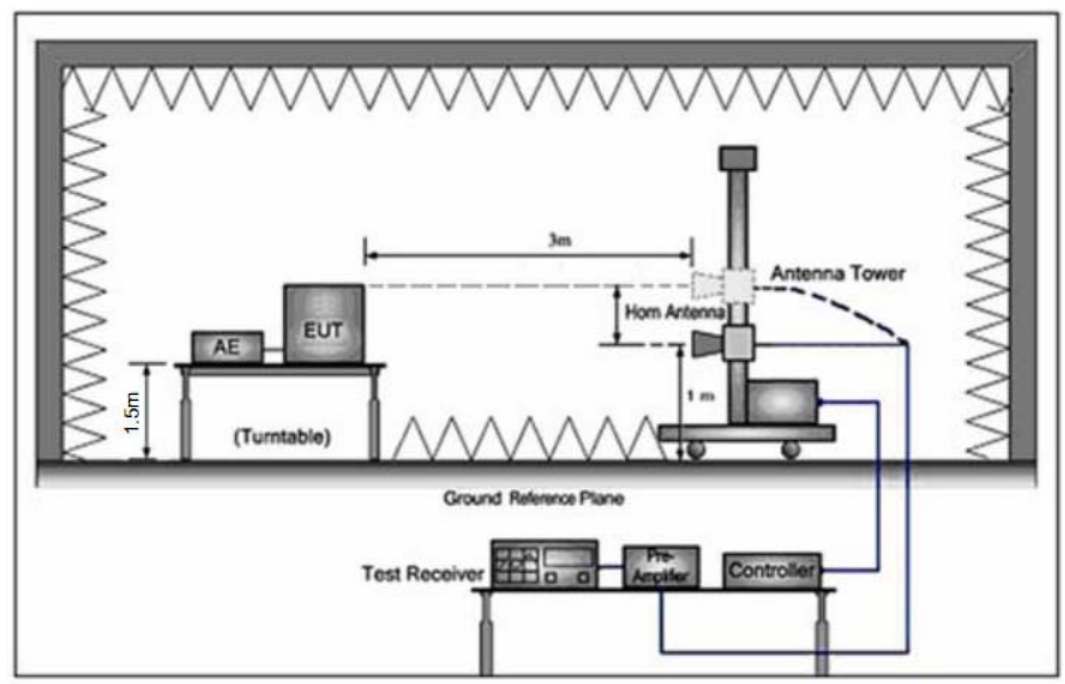 3m
Antenna Tower
Horn Antenna
EUT
AE
1.5m
1 m
(Turntable)
Ground Reference Plane
Test Receiver
Pre-
Amplifier
Controller